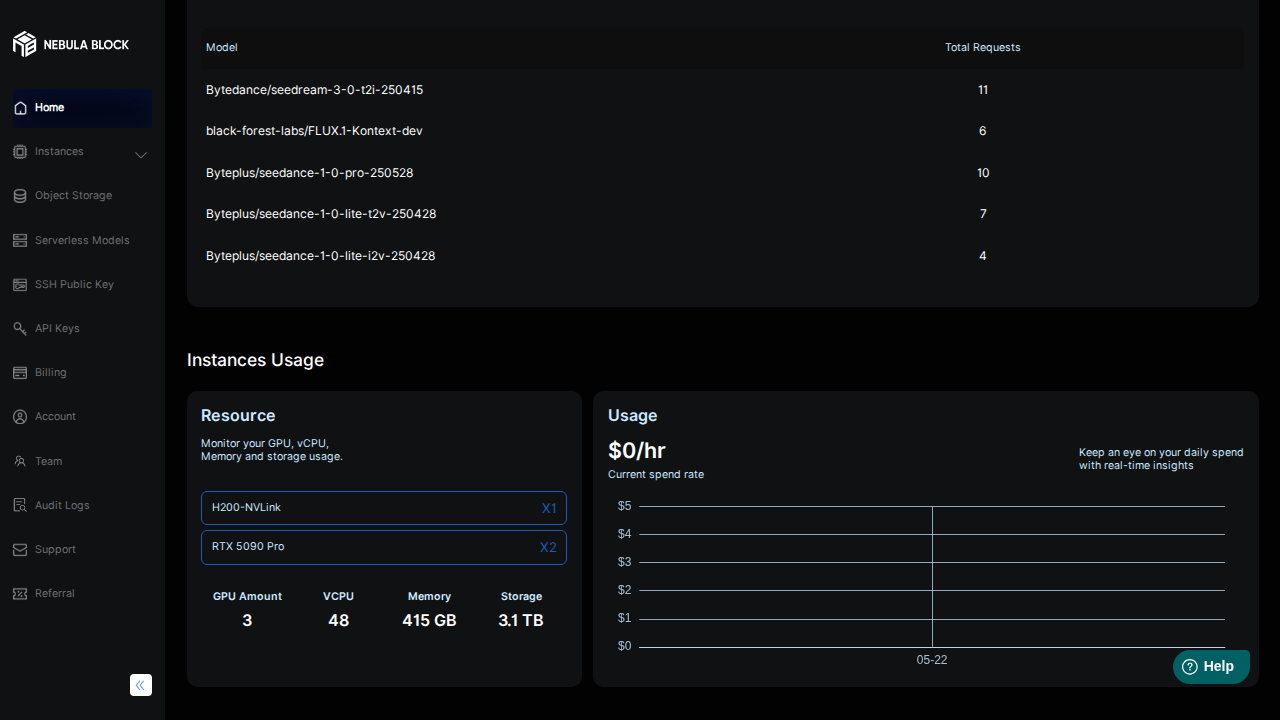 NEBULA BLOCK
Home
Instances
Object Storage
Serverless Models
SSH Public Key
API Keys
Billing
Account
Team
Audit Logs
Support
Referral
Model Total Requests
Bytedance/seedream-3-0-t2i-250415 11
black-forest-labs/FLUX.1-Kontext-dev 6
Byteplus/seedance-1-0-pro-250528 10
Byteplus/seedance-1-0-lite-t2v-250428 7
Byteplus/seedance-1-0-lite-i2v-250428 4
Instances Usage
Resource
Monitor your GPU, vCPU,
Memory and storage usage.
H200-NVLink X1
RTX 5090 Pro X2
GPU Amount VCPU Memory Storage
3 48 415 GB 3.1 TB
Usage
$0/hr
Current spend rate
Keep an eye on your daily spend
with real-time insights
$5
$4
$3
$2
$1
$0
05-22
Help